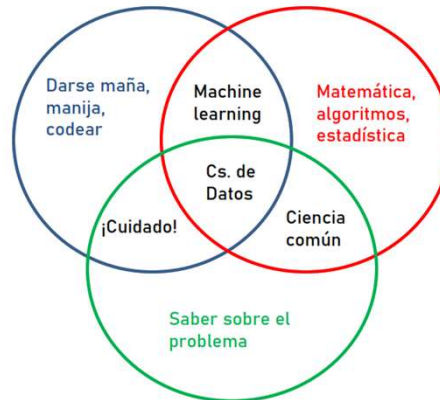 Darse maña,
manija,
codear
Machine
learning
Matemática,
algoritmos,
estadística
Cs. de
Datos
¡Cuidado!
Ciencia
común
Saber sobre el
problema